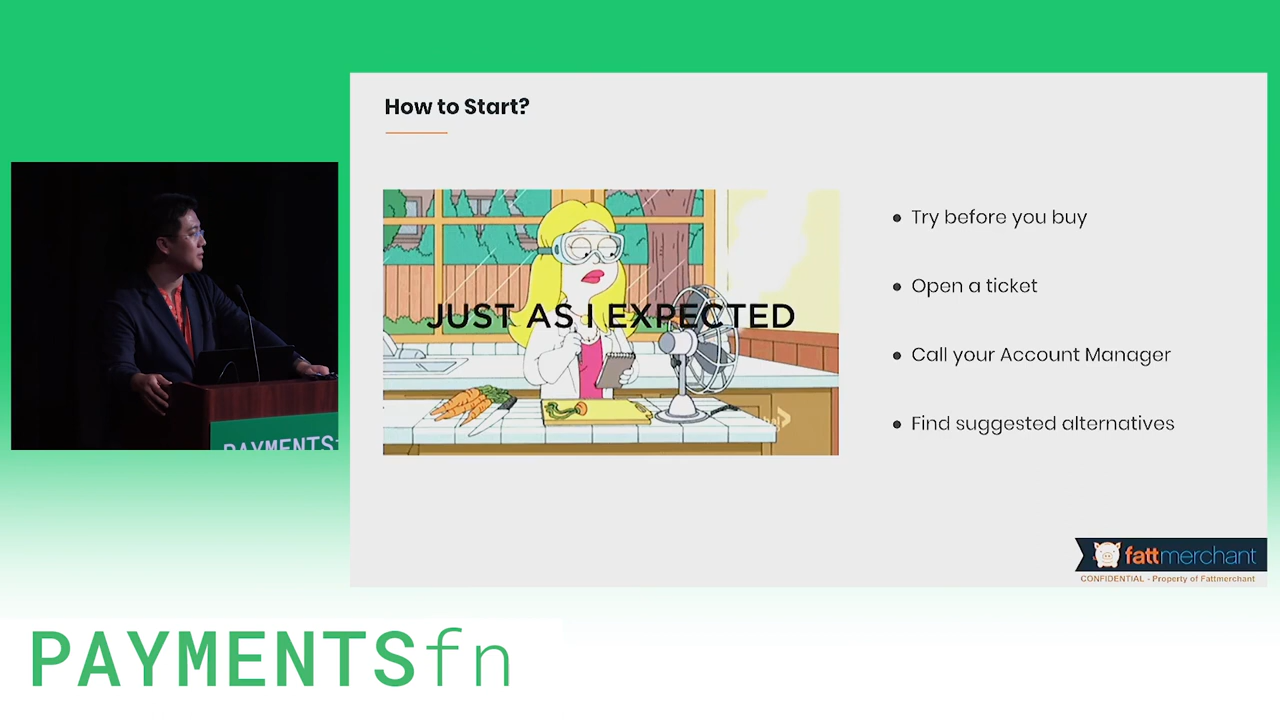 How to Start?
JUST AS I EXPECTED
Try before you buy
Open a ticket
Call your Account Manager
Find suggested alternatives
fattmerchant
CONFIDENTIAL - Property of Fattmerchant
PAYMENTSf
PAYMENTSfn